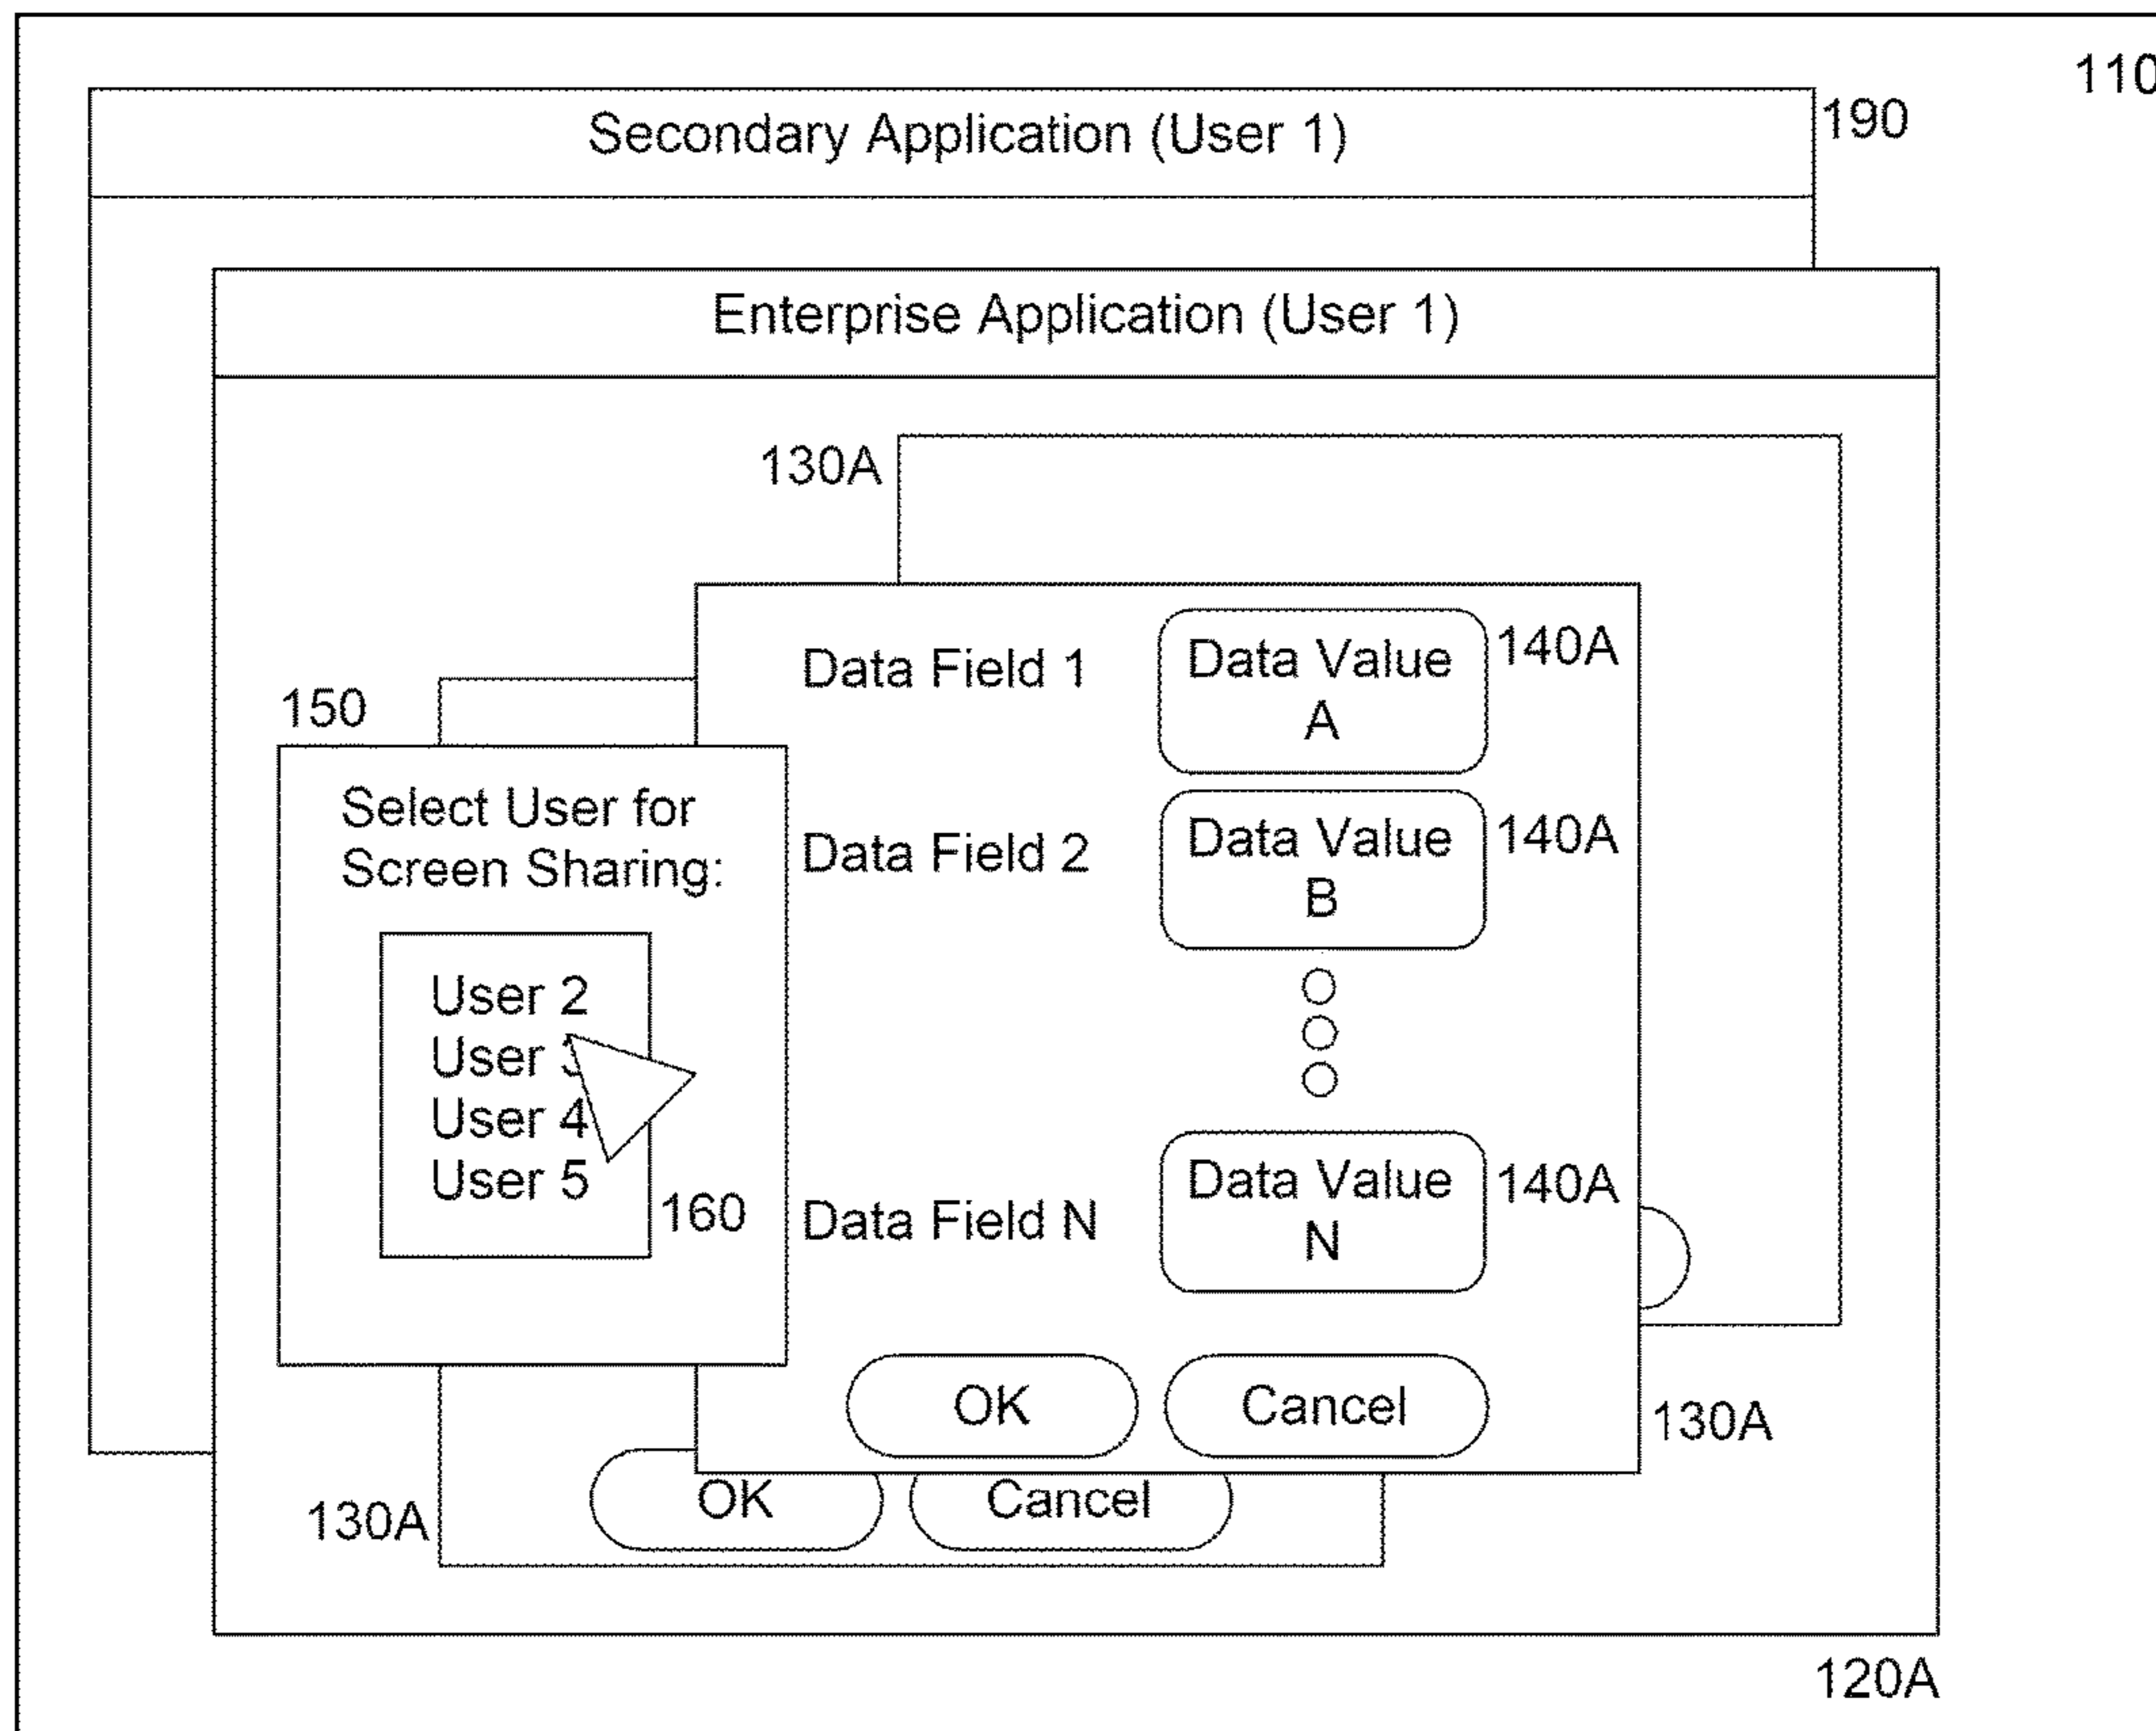 110
190
Secondary Application (User 1)
Enterprise Application (User 1)
130A
Data Field 1
Data Value
A
140A
150
Select User for
Screen Sharing:
Data Field 2
Data Value
B
140A
User 2
User
User 4
User 5
160
Data Field N
Data Value
N
140A
OK
Cancel
130A
130A
OK
Cancel
120A